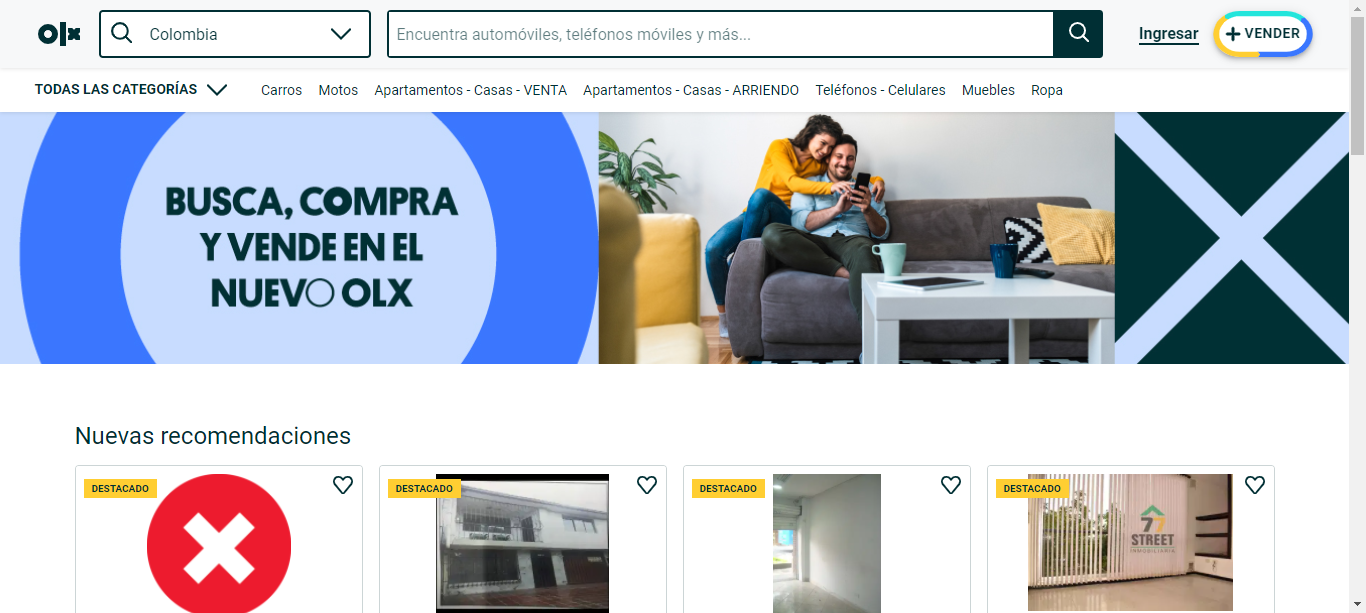 olx
Colombia
Encuentra automóviles, teléfonos móviles y más...
Ingresar
VENDER
TODAS LAS CATEGORÍAS
Carros
Motos
Apartamentos - Casas - VENTA
Apartamentos - Casas - ARRIENDO
Teléfonos - Celulares
Muebles
Ropa
BUSCA, COMPRA
Y VENDE EN EL
NUEVO OLX
Nuevas recomendaciones
DESTACADO
DESTACADO
DESTACADO
DESTACADO
77
STREET
INMOBILIARIA